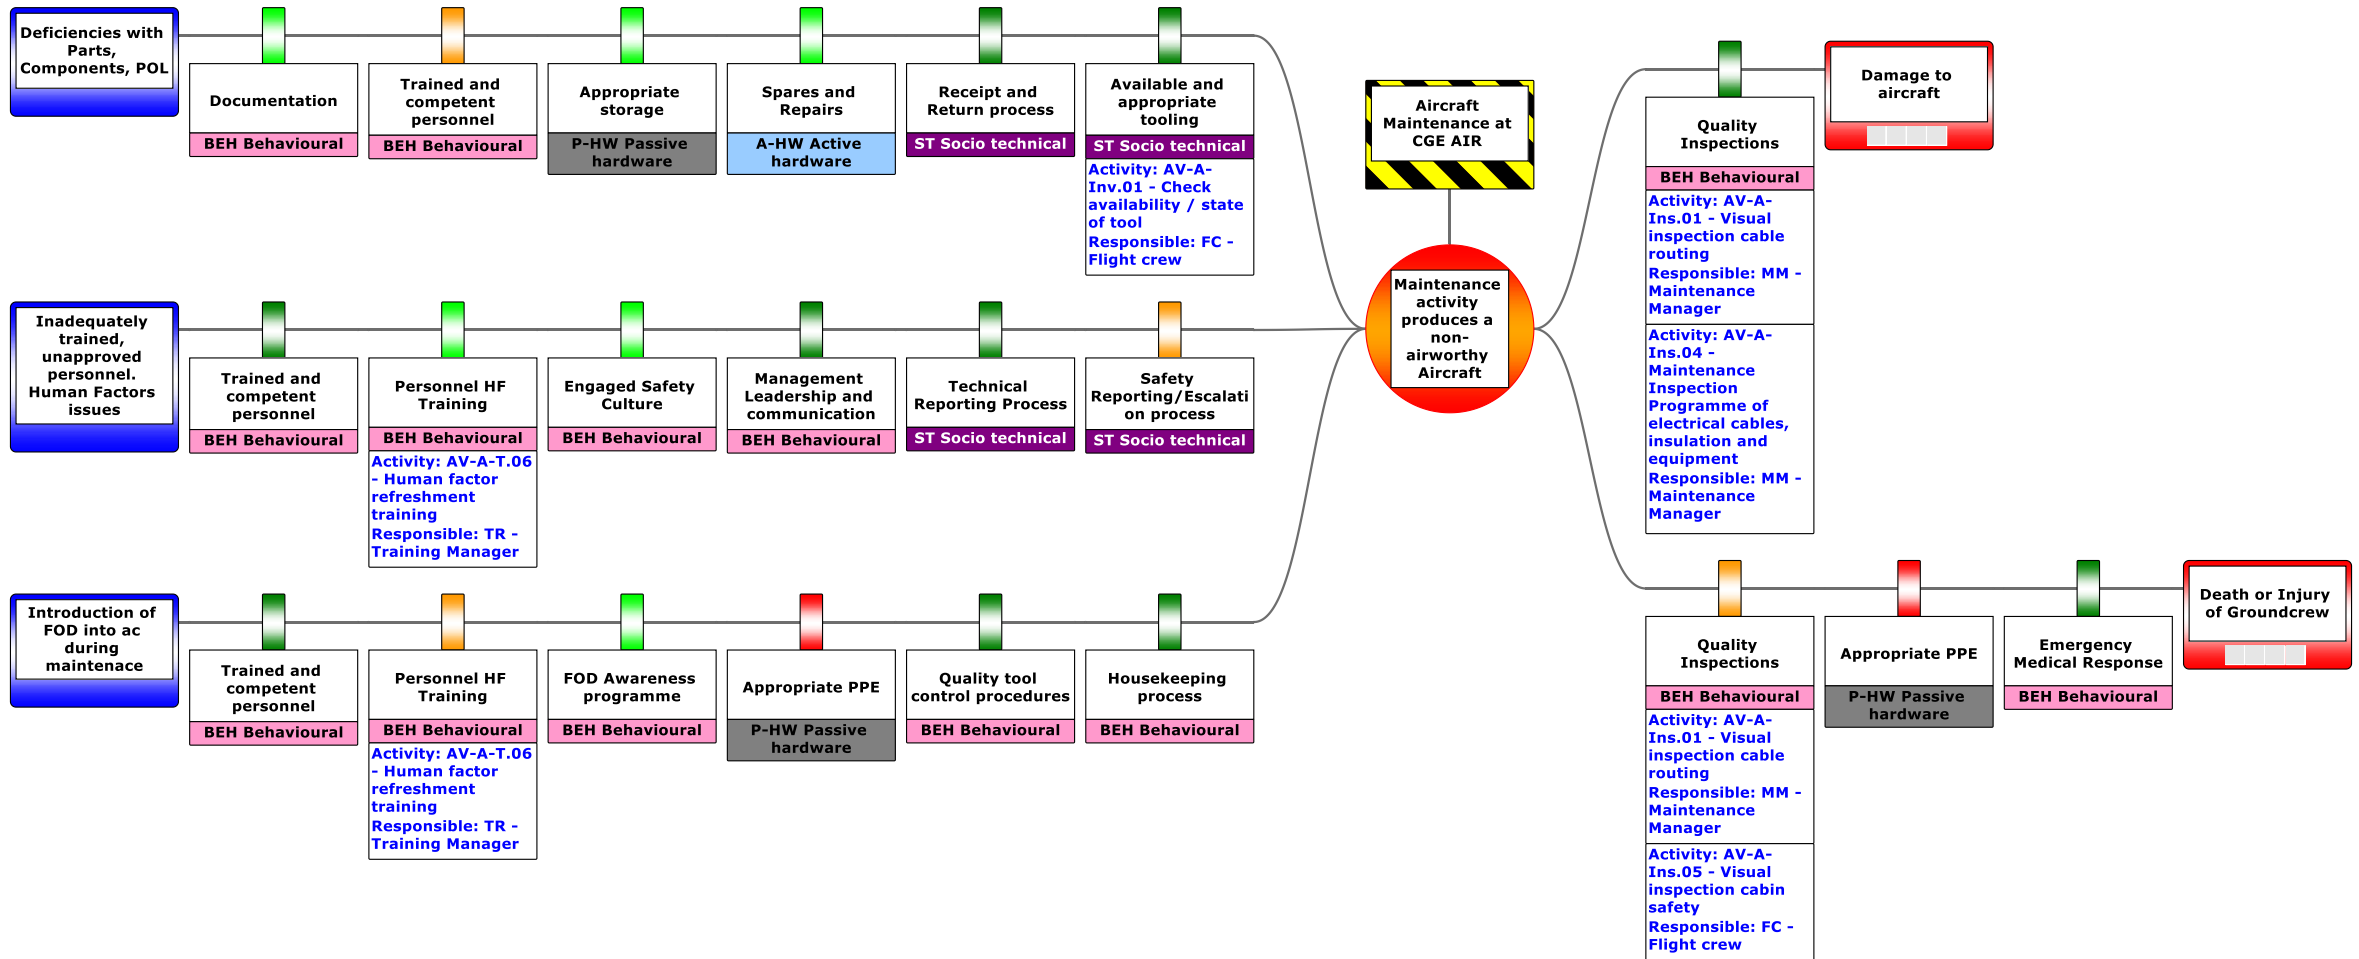 Deficiencies with
Parts,
Components, POL
Documentation
BEH Behavioural
Trained and
competent
personnel
BEH Behavioural
Appropriate
storage
P-HW Passive
hardware
Spares and
Repairs
A-HW Active
hardware
Receipt and
Return process
ST Socio technical
Available and
appropriate
tooling
ST Socio technical
Activity: AV-A-
Inv.01 - Check
availability / state
of tool
Responsible: FC -
Flight crew
Inadequately
trained,
unapproved
personnel.
Human Factors
issues
Trained and
competent
personnel
BEH Behavioural
Personnel HF
Training
BEH Behavioural
Activity: AV-A-T.06
- Human factor
refreshment
training
Responsible: TR -
Training Manager
Engaged Safety
Culture
BEH Behavioural
Management
Leadership and
communication
BEH Behavioural
Technical
Reporting Process
ST Socio technical
Safety
Reporting/Escalati
on process
ST Socio technical
Introduction of
FOD into ac
during
maintenace
Trained and
competent
personnel
BEH Behavioural
Personnel HF
Training
BEH Behavioural
Activity: AV-A-T.06
- Human factor
refreshment
training
Responsible: TR -
Training Manager
FOD Awareness
programme
BEH Behavioural
Appropriate PPE
P-HW Passive
hardware
Quality tool
control procedures
BEH Behavioural
Housekeeping
process
BEH Behavioural
Aircraft
Maintenance at
CGE AIR
Maintenance
activity
produces a
non-
airworthy
Aircraft
Quality
Inspections
BEH Behavioural
Activity: AV-A-
Ins.01 - Visual
inspection cable
routing
Responsible: MM -
Maintenance
Manager
Activity: AV-A-
Ins.04 -
Maintenance
Inspection
Programme of
electrical cables,
insulation and
equipment
Responsible: MM -
Maintenance
Manager
Damage to
aircraft
Quality
Inspections
BEH Behavioural
Activity: AV-A-
Ins.01 - Visual
inspection cable
routing
Responsible: MM -
Maintenance
Manager
Activity: AV-A-
Ins.05 - Visual
inspection cabin
safety
Responsible: FC -
Flight crew
Appropriate PPE
P-HW Passive
hardware
Emergency
Medical Response
BEH Behavioural
Death or Injury
of Groundcrew